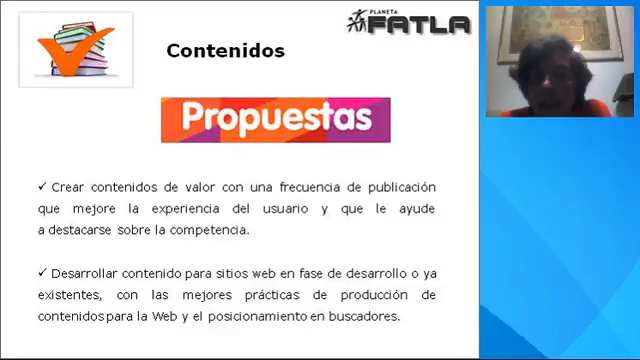 PLANETA
FATLA
Contenidos
Propuestas
✓ Crear contenidos de valor con una frecuencia de publicación
que mejore la experiencia del usuario y que le ayude
a destacarse sobre la competencia.
✓ Desarrollar contenido para sitios web en fase de desarrollo o ya
existentes, con las mejores prácticas de producción de
contenidos para la Web y el posicionamiento en buscadores.